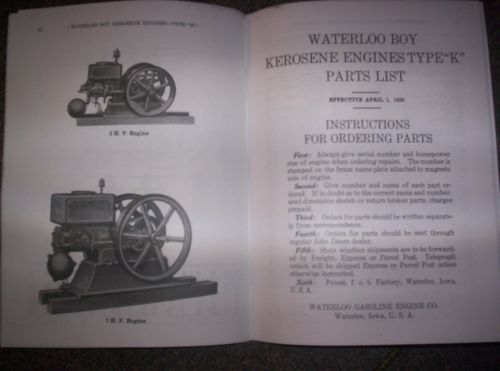 WATERLOO BOY KEROSENE ENGINES—TYPE "K"
3 H. P. Engine
7 H. P. Engine
WATERLOO BOY
KEROSENE ENGINES TYPE "K"
PARTS LIST
EFFECTIVE APRIL 1, 1920
INSTRUCTIONS
FOR ORDERING PARTS
First: Always give serial number and horsepower
size of engine when ordering repairs. The number is
stamped on the brass name plate attached to magneto
side of engine.
Second: Give number and name of each part or-
dered. If in doubt as to the correct name and number,
send dimension sketch or return broken parts, charges
prepaid.
Third: Orders for parts should be written separate-
ly from correspondence.
Fourth: Orders for parts should be sent through
regular John Deere dealer.
Fifth: State whether shipments are to be forward-
ed by Freight, Express or Parcel Post. Telegraph
orders will be shipped Express or Parcel Post unless
otherwise instructed.
Sixth: Prices, f. o. b. Factory, Waterloo, Iowa,
U. S. A.
WATERLOO GASOLINE ENGINE CO.
Waterloo, Iowa, U. S. A.